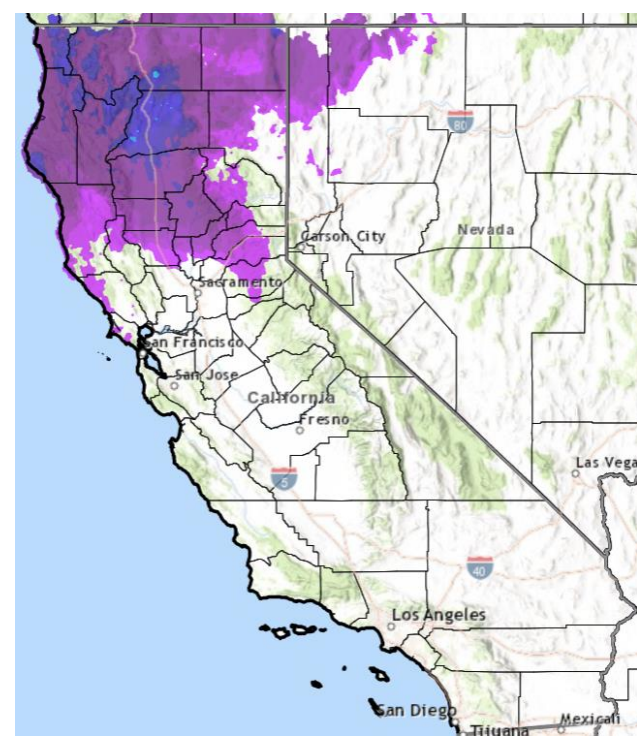 80
Nevada
Carson City
Sacramento
San Francisco
San Jose
California
Fresno
5
Las Vega
40
Los Angeles
San Diego
Tijuana
Mexicali